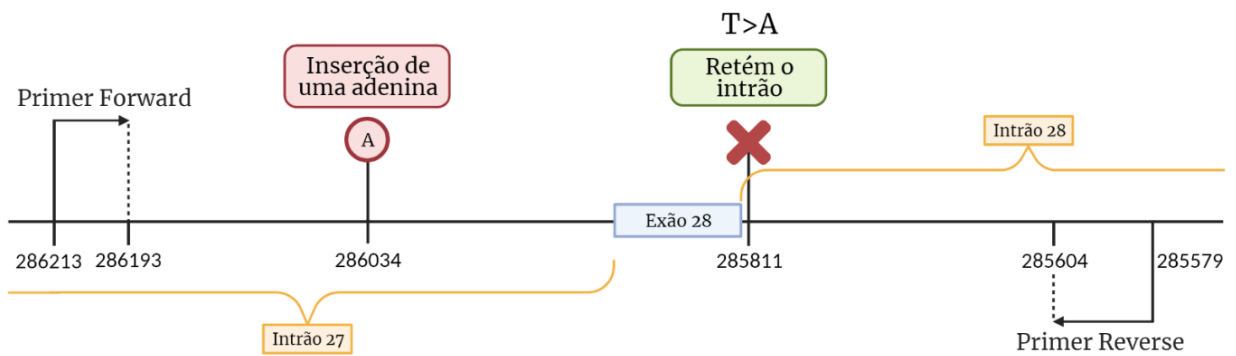 T>A
Inserção de
uma adenina
Retém o
intrão
Primer Forward
A
Intrão 28
Exão 28
286213 286193 286034 285811 285604 285579
Intrão 27
Primer Reverse